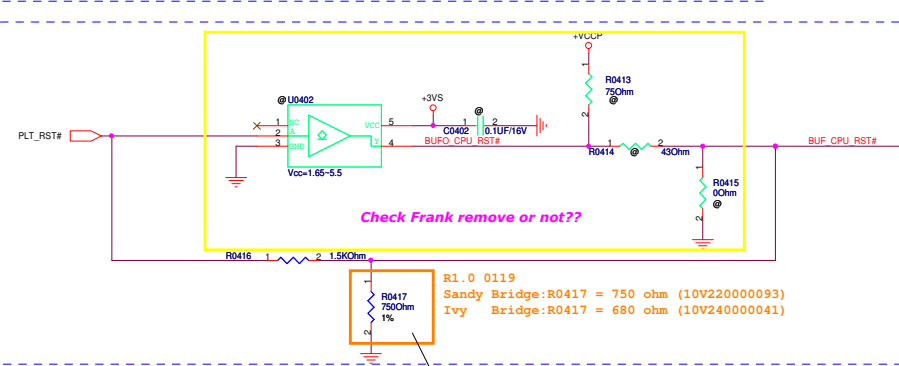 +VCCP
1
R0413
75Ohm
@
2
@ U0402
+3VS
@
1 NC
2 A
3 GND
VCC 5
Y 4
1 2
C0402 0.1UF/16V
PLT_RST#
BUFO_CPU_RST#
R0414 1 @ 2 43Ohm
BUF_CPU_RST#
Vcc=1.65~5.5
1
R0415
0Ohm
@
2
Check Frank remove or not??
R0416 1 2 1.5KOhm
1
R0417
750Ohm
1%
2
R1.0 0119
Sandy Bridge:R0417 = 750 ohm (10V220000093)
Ivy Bridge:R0417 = 680 ohm (10V240000041)